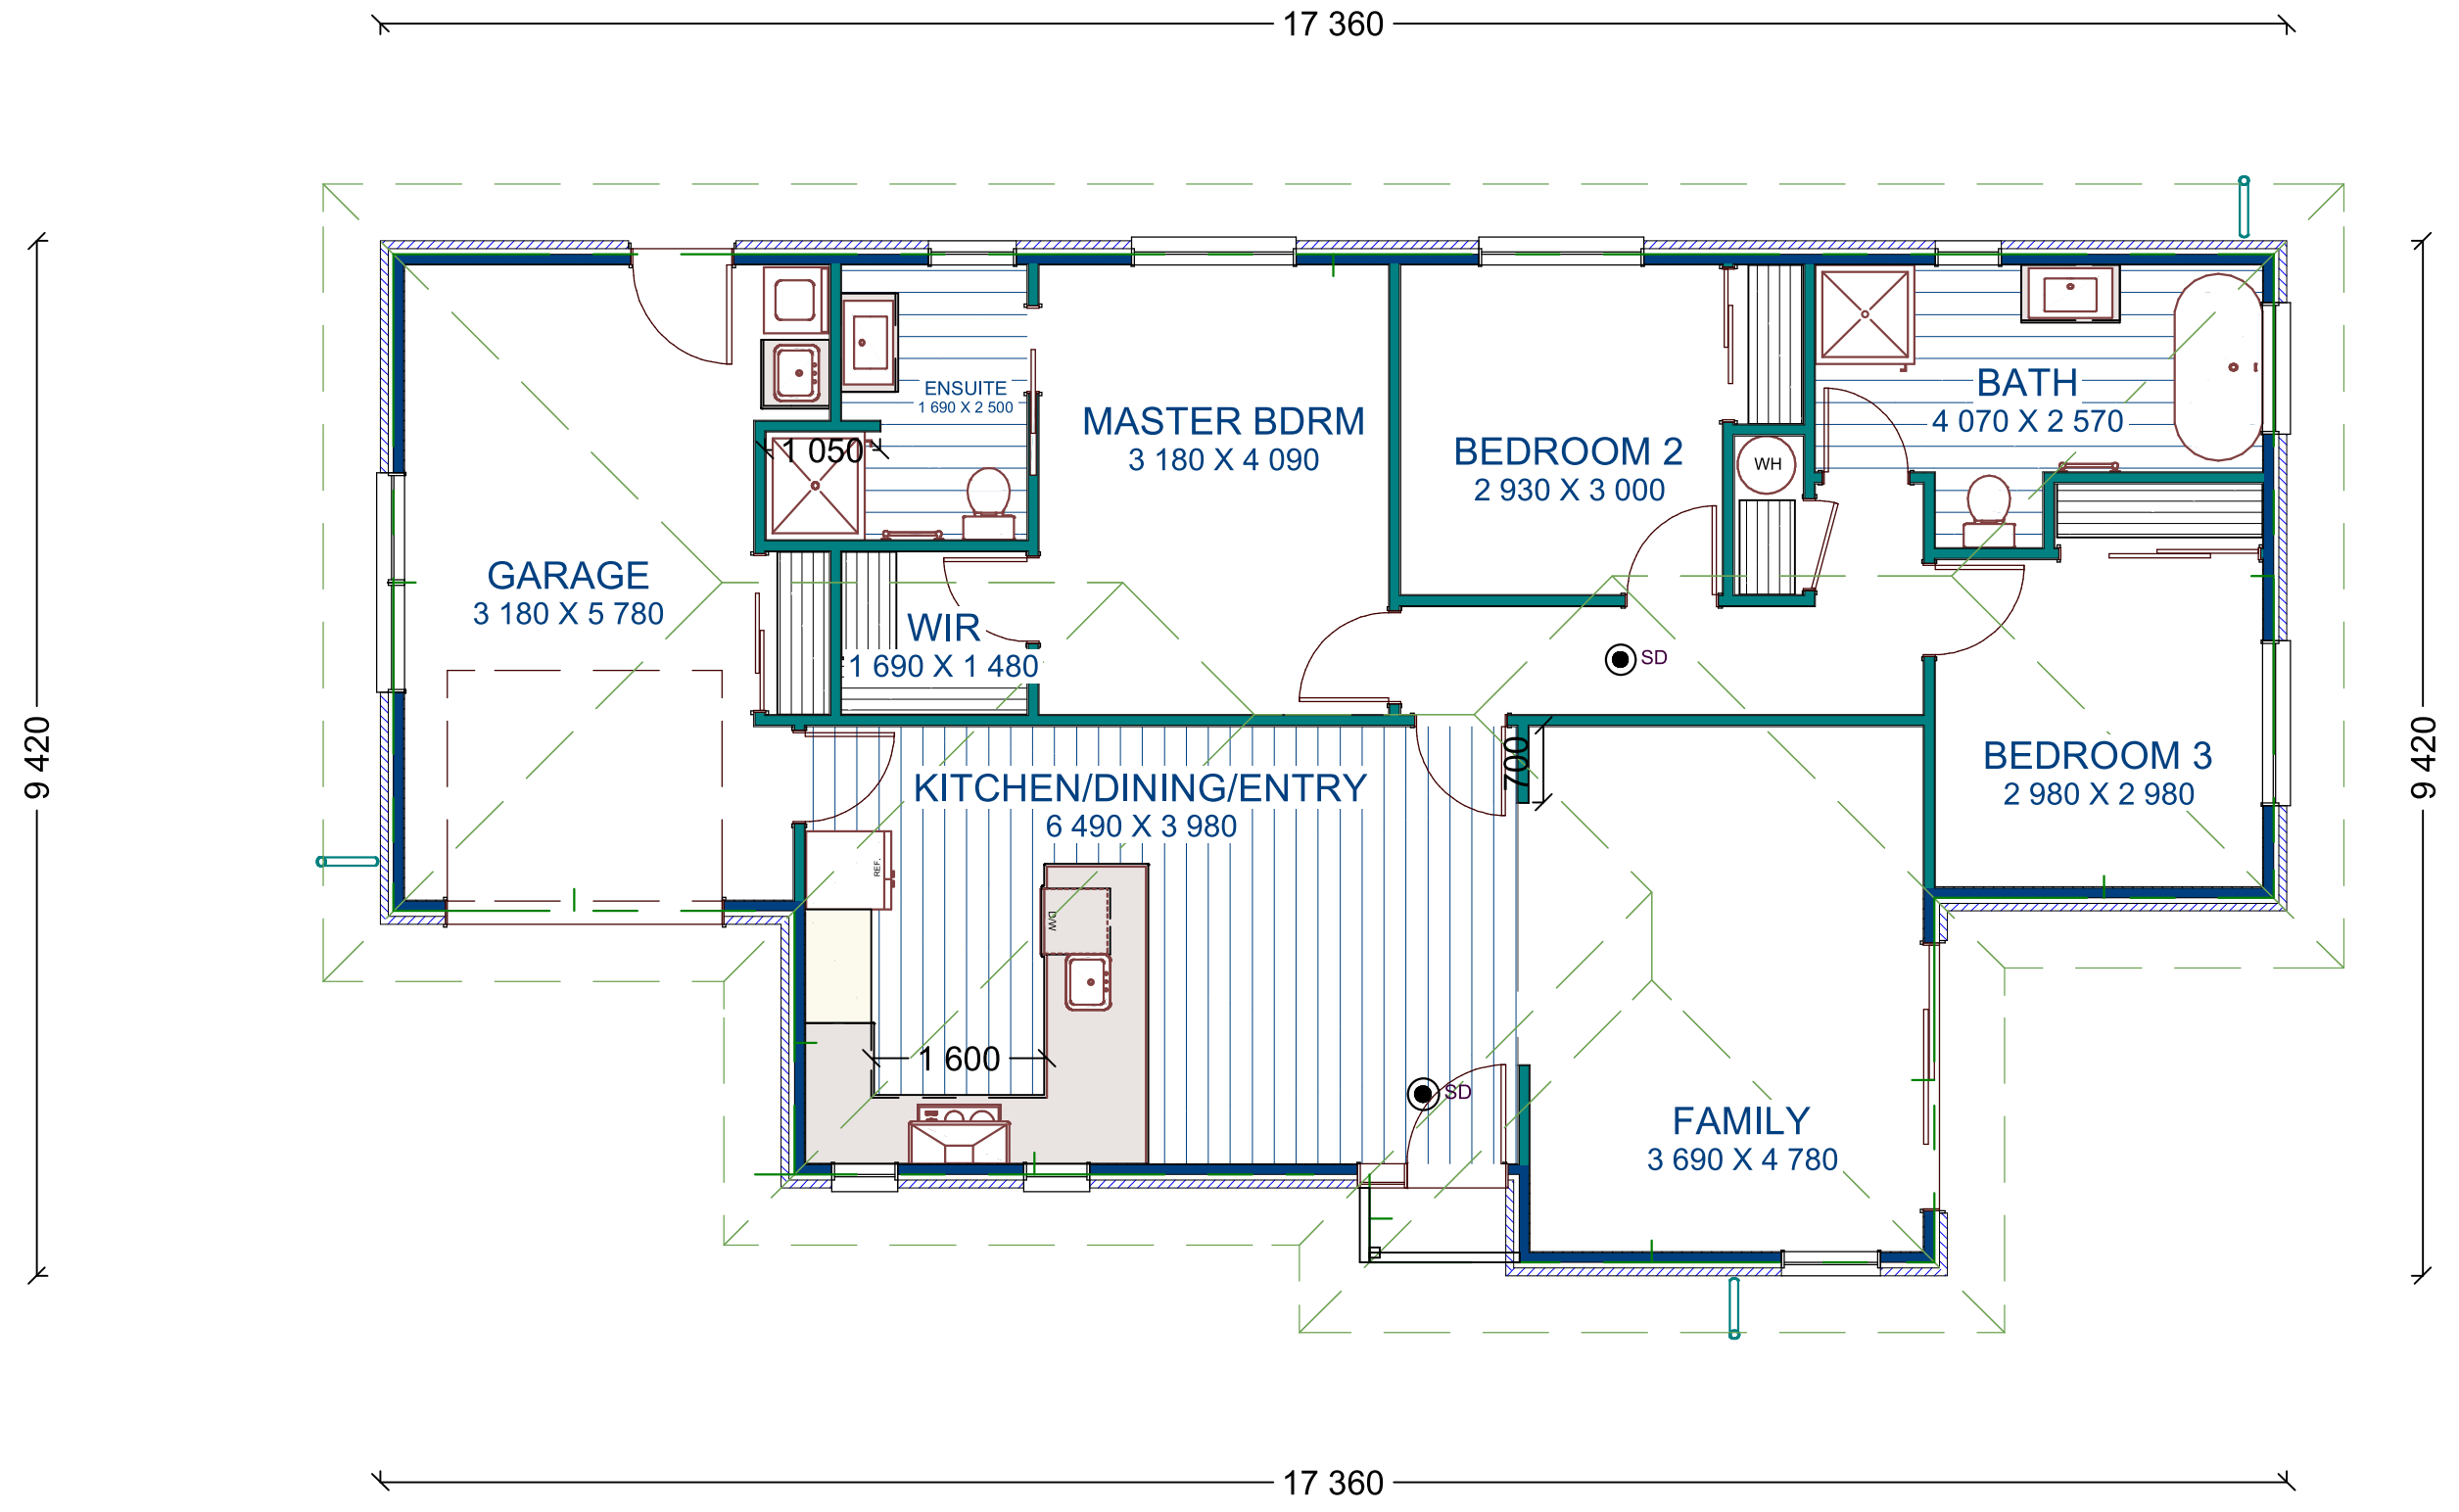 17 360
ENSUITE
1 690 X 2 500
MASTER BDRM
3 180 X 4 090
1 050
BEDROOM 2
2 930 X 3 000
WH
BATH
4 070 X 2 570
GARAGE
3 180 X 5 780
WIR
1 690 X 1 480
SD
9 420
9 420
KITCHEN/DINING/ENTRY
6 490 X 3 980
700
BEDROOM 3
2 980 X 2 980
REF.
D/W
1 600
SD
FAMILY
3 690 X 4 780
17 360